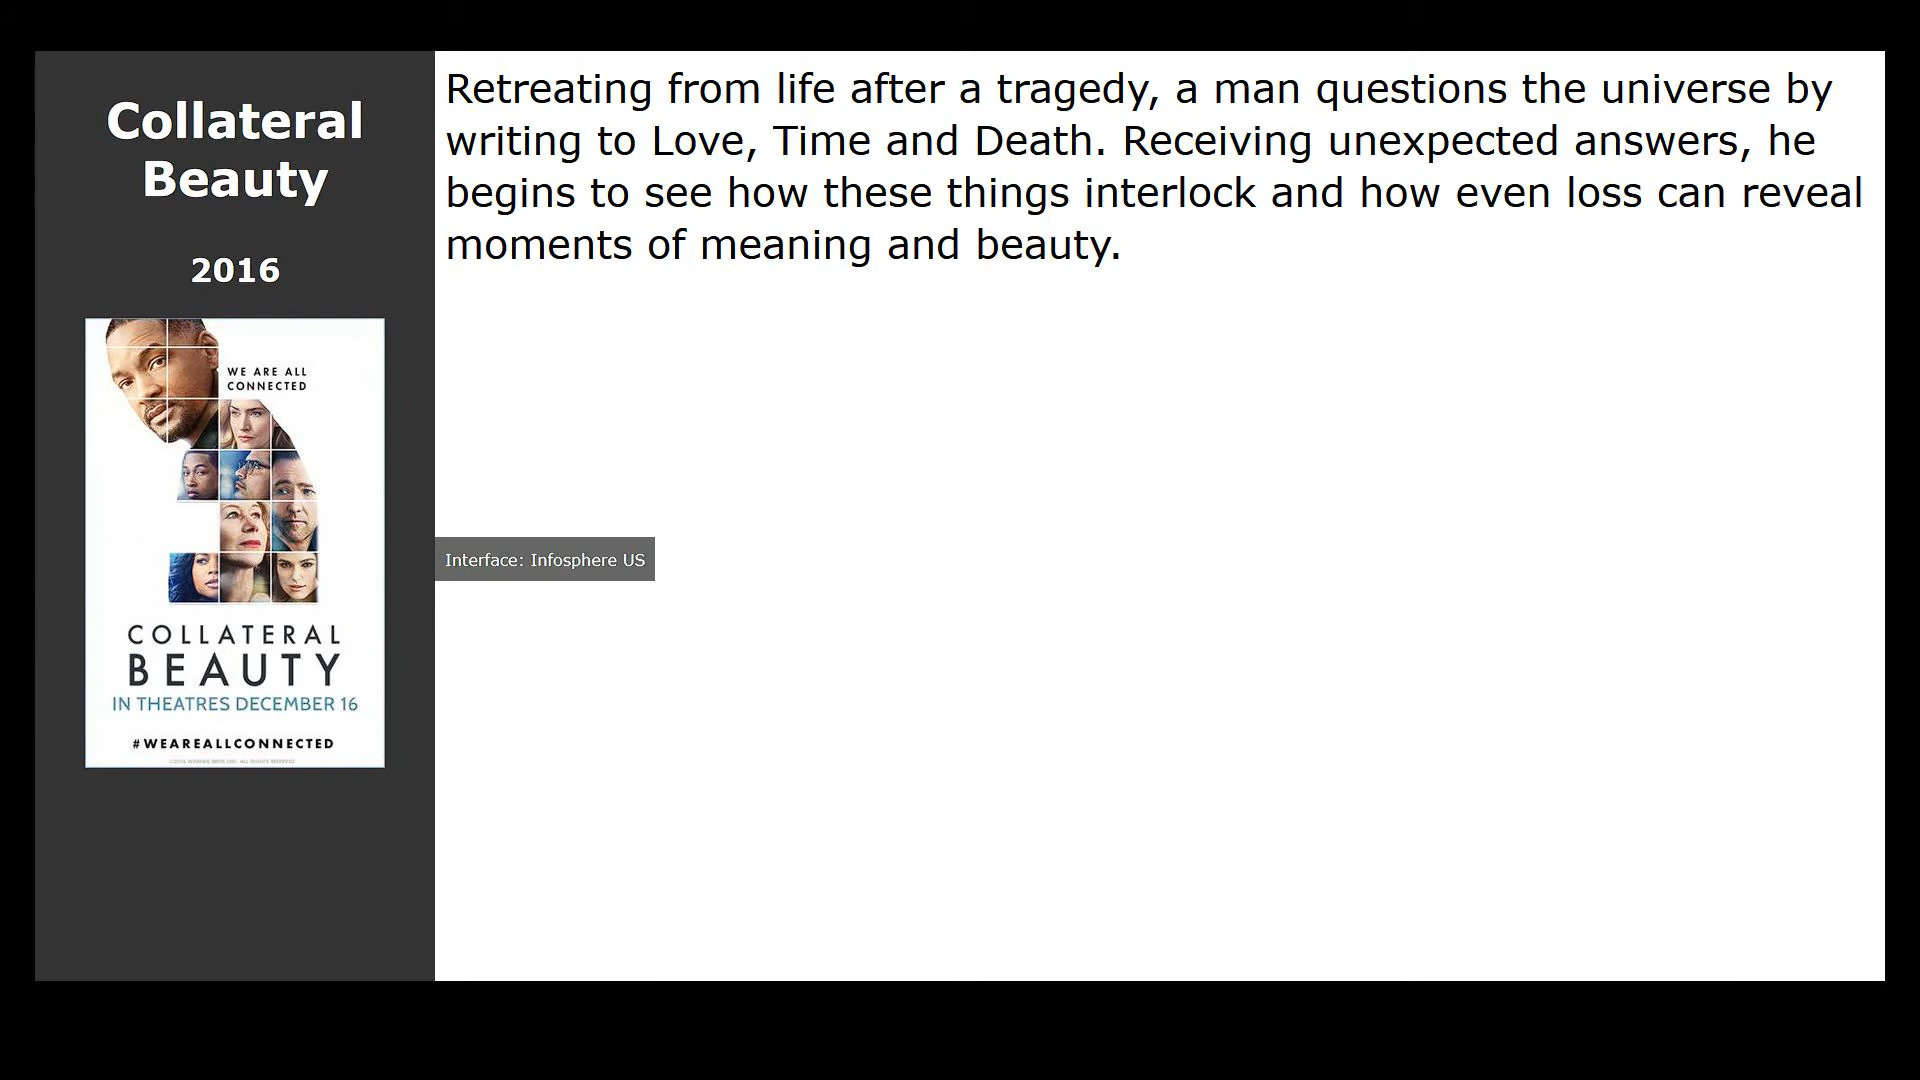 Collateral
Beauty
2016
WE ARE ALL
CONNECTED
COLLATERAL
BEAUTY
IN THEATRES DECEMBER 16
#WEAREALLCONNECTED
Retreating from life after a tragedy, a man questions the universe by
writing to Love, Time and Death. Receiving unexpected answers, he
begins to see how these things interlock and how even loss can reveal
moments of meaning and beauty.
Interface: Infosphere US